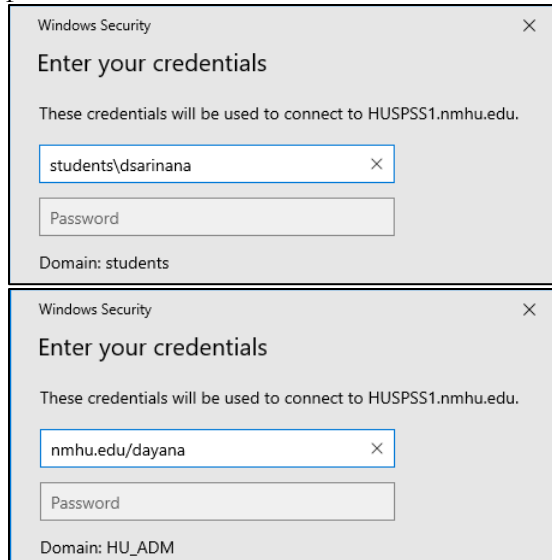 Windows Security
Enter your credentials
These credentials will be used to connect to HUSPSS1.nmhu.edu.
students\dsarinana
Password
Domain: students
Windows Security
Enter your credentials
These credentials will be used to connect to HUSPSS1.nmhu.edu.
nmhu.edu/dayana
Password
Domain: HU_ADM